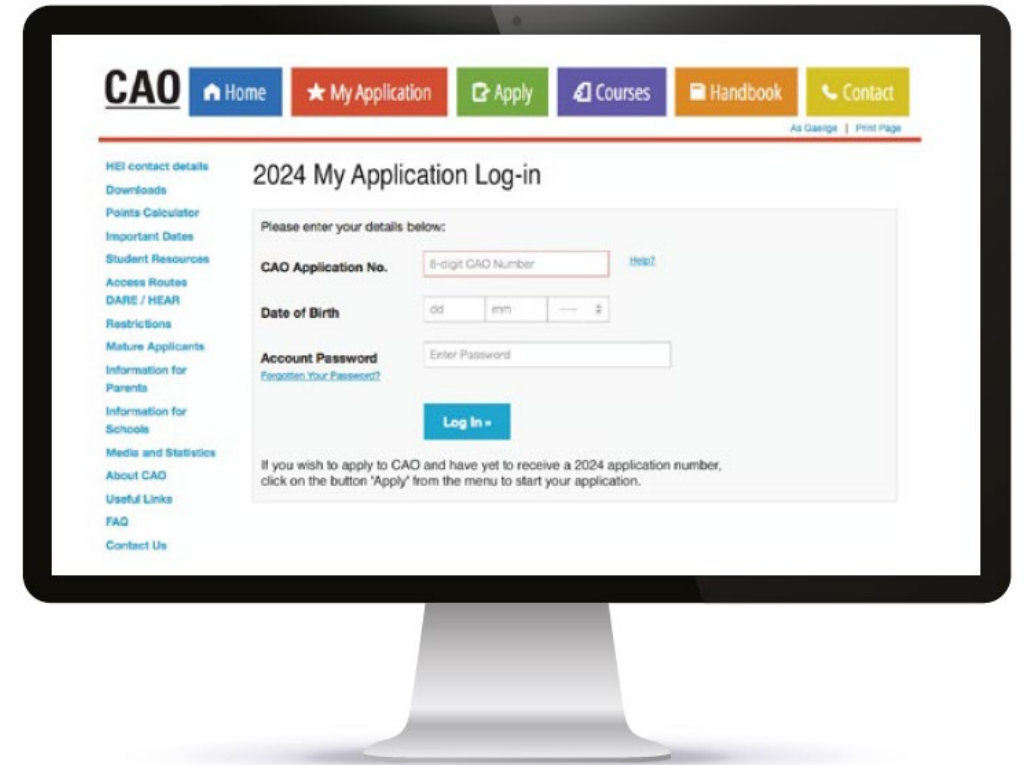 CAO
Home
My Application
Apply
Courses
Handbook
Contact
As Gaeilge | Print Page
HEI contact details
Downloads
Points Calculator
Important Dates
Student Resources
Access Routes
DARE / HEAR
Restrictions
Mature Applicants
Information for
Parents
Information for
Schools
Media and Statistics
About CAO
Useful Links
FAQ
Contact Us
2024 My Application Log-in
Please enter your details below:
CAO Application No.
8-digit CAO Number
Help?
Date of Birth
dd
mm
----
Account Password
Enter Password
Forgotten Your Password?
Log In »
If you wish to apply to CAO and have yet to receive a 2024 application number,
click on the button 'Apply' from the menu to start your application.